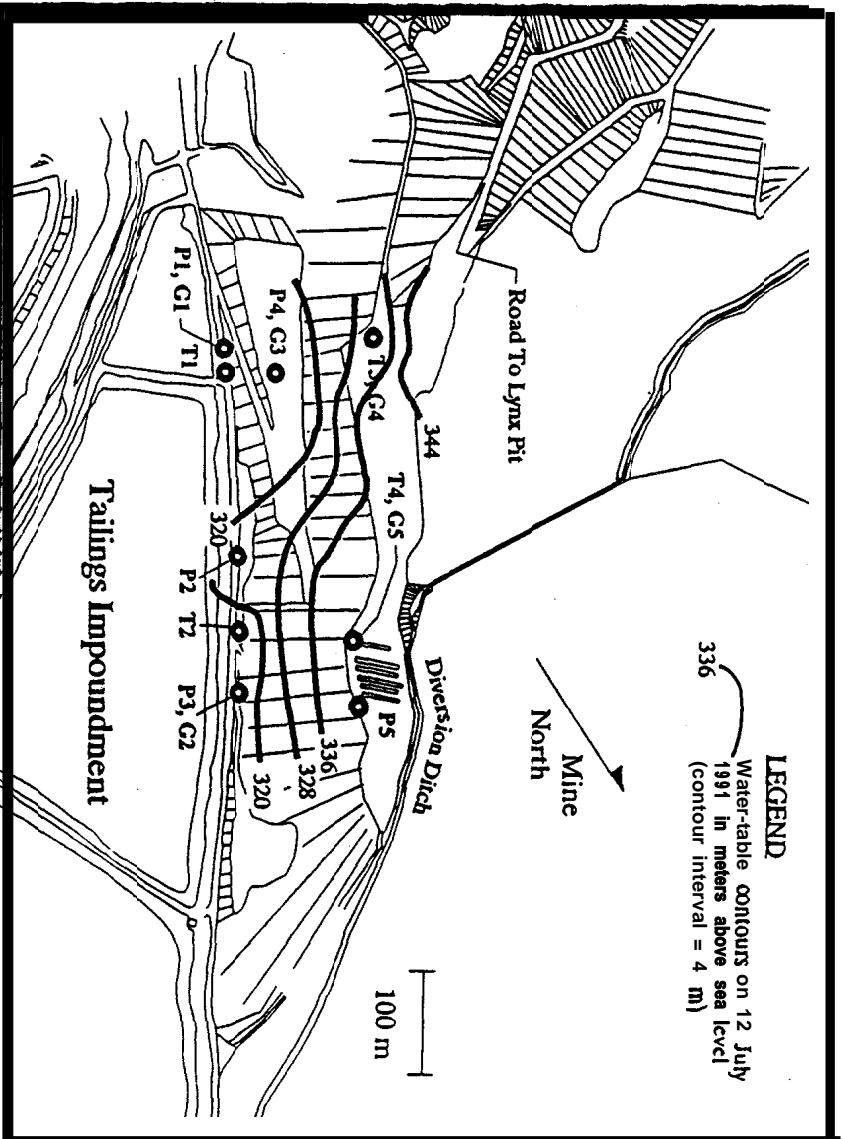 LEGEND
336
Water-table contours on 12 July
1991 in meters above sea level
(contour interval = 4 m)
Mine
North
100 m
Road To Lynx Pit
344
Diversion Ditch
T4, G5
P5
G4
P4, G3
336
328
320
320
P1, G1
T1
P2
T2
P3, G2
Tailings Impoundment